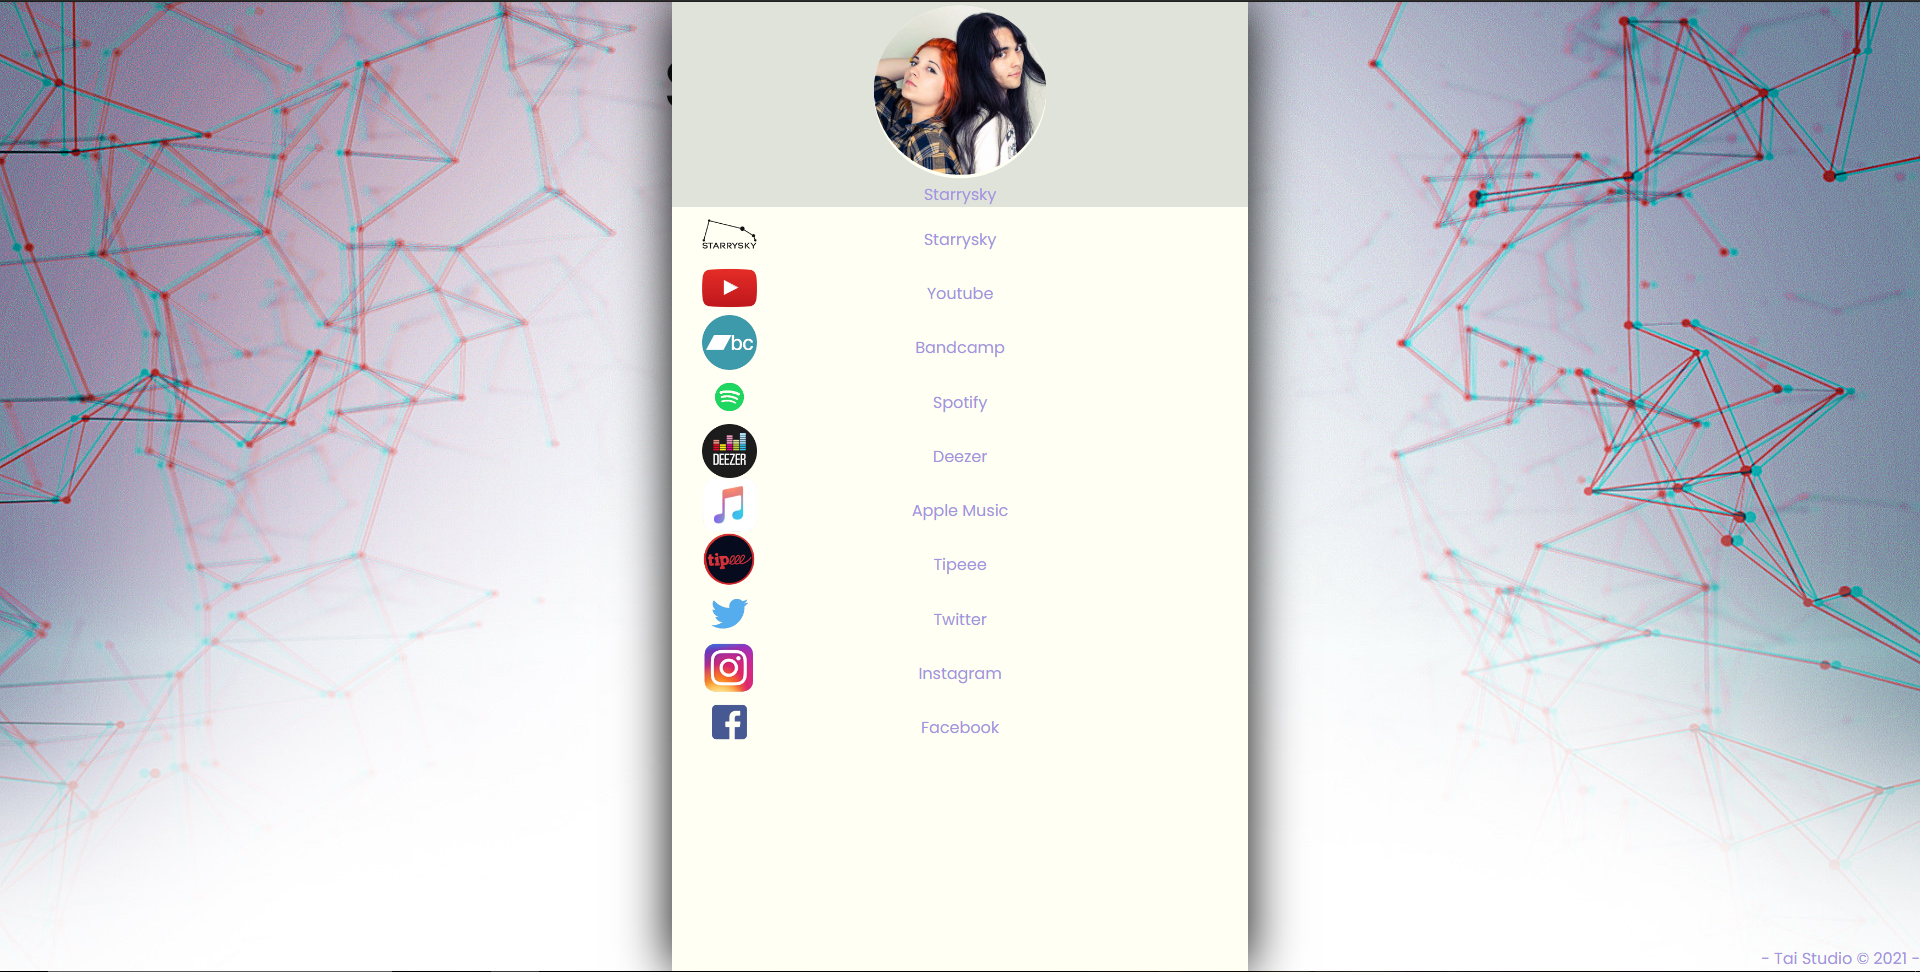 Starrysky
STARRYSKY
Starrysky
Youtube
bc
Bandcamp
Spotify
DEEZER
Deezer
Apple Music
tipeee
Tipeee
Twitter
Instagram
f
Facebook
- Tai Studio © 2021 -